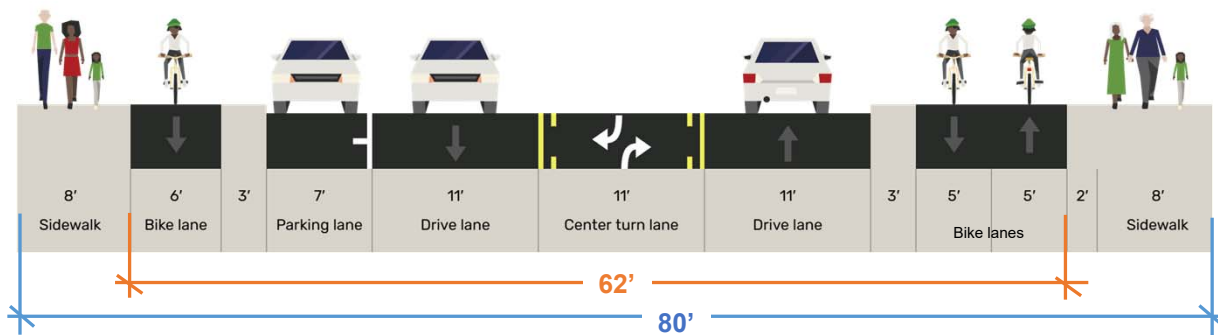 8’ 6’ 3’ 7’ 11’ 11’ 11’ 3’ 5’ 5’ 2’ 8’
Sidewalk Bike lane Parking lane Drive lane Center turn lane Drive lane Bike lanes Sidewalk
62’
80’